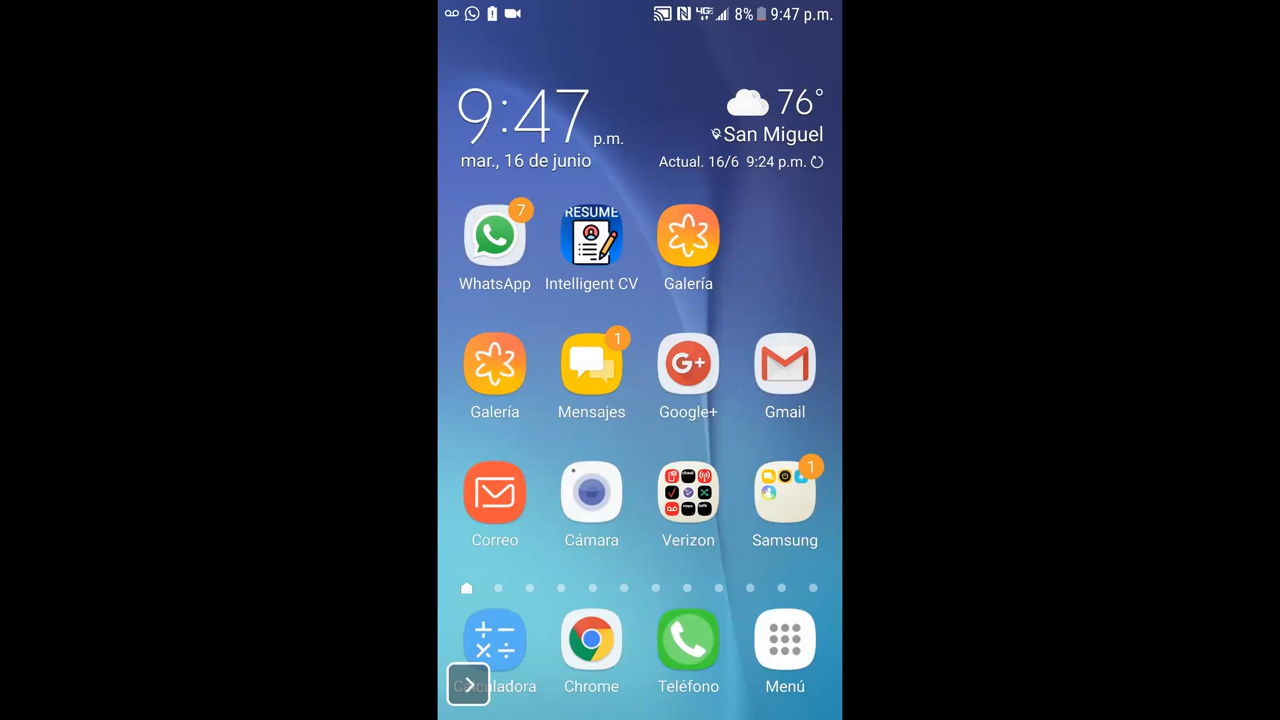 8% 9:47 p.m.
9:47 p.m.
mar., 16 de junio
76°
San Miguel
Actual. 16/6 9:24 p.m.
7
RESUME
WhatsApp
Intelligent CV
Galería
1
G+
Galería
Mensajes
Google+
Gmail
1
Correo
Cámara
Verizon
Samsung
Calculadora
Chrome
Teléfono
Menú